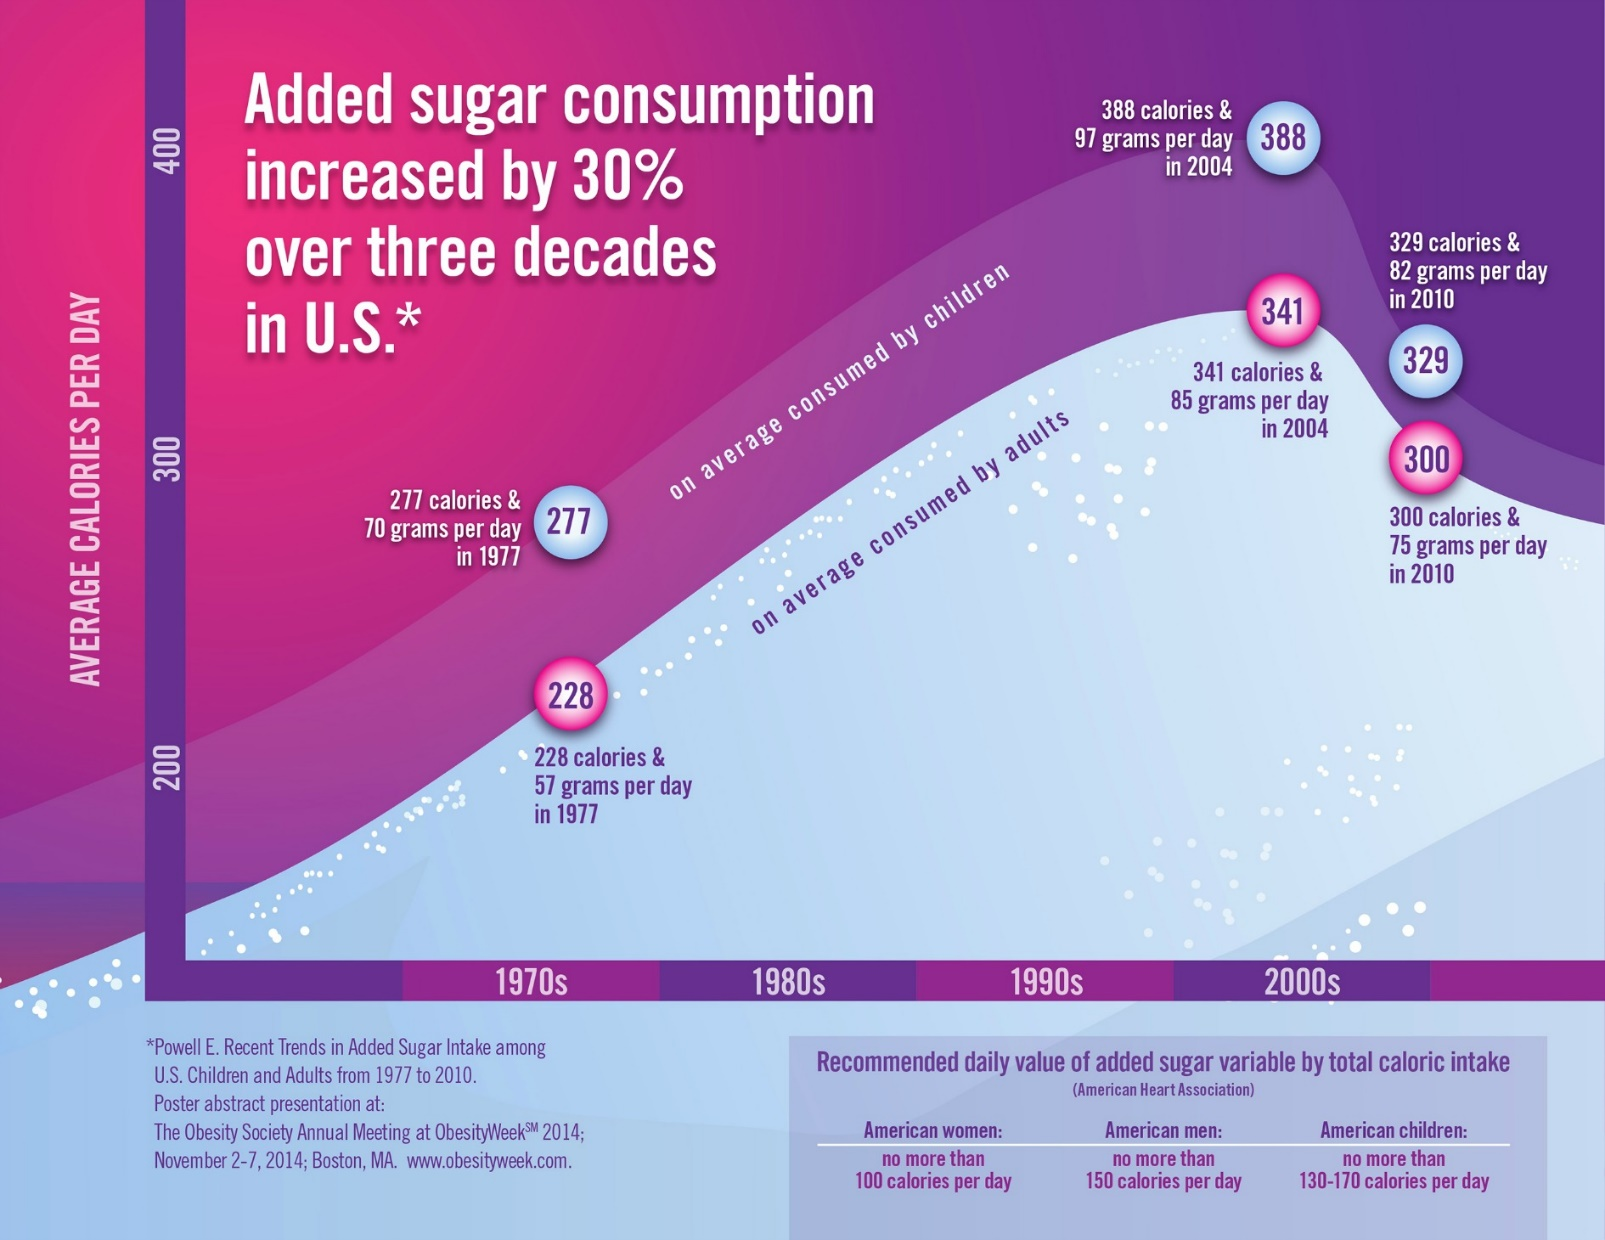 Added sugar consumption
increased by 30%
over three decades
in U.S.*
AVERAGE CALORIES PER DAY
400
300
200
388 calories &
97 grams per day
in 2004
388
329 calories &
82 grams per day
in 2010
329
341
341 calories &
85 grams per day
in 2004
300
300 calories &
75 grams per day
in 2010
on average consumed by children
on average consumed by adults
277 calories &
70 grams per day
in 1977
277
228
228 calories &
57 grams per day
in 1977
1970s 1980s 1990s 2000s
*Powell E. Recent Trends in Added Sugar Intake among
U.S. Children and Adults from 1977 to 2010.
Poster abstract presentation at:
The Obesity Society Annual Meeting at ObesityWeek℠ 2014;
November 2-7, 2014; Boston, MA. www.obesityweek.com.
Recommended daily value of added sugar variable by total caloric intake
(American Heart Association)
American women: American men: American children:
no more than no more than no more than
100 calories per day 150 calories per day 130-170 calories per day